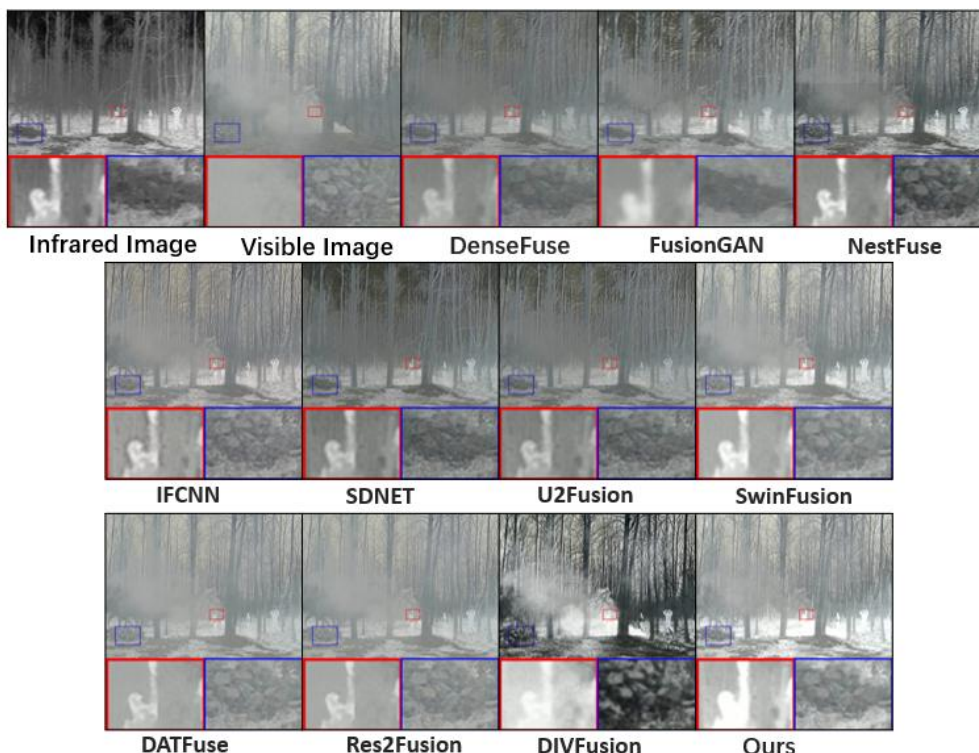 Infrared Image Visible Image DenseFuse FusionGAN NestFuse
IFCNN SDNET U2Fusion SwinFusion
DATFuse Res2Fusion DIVFusion Ours